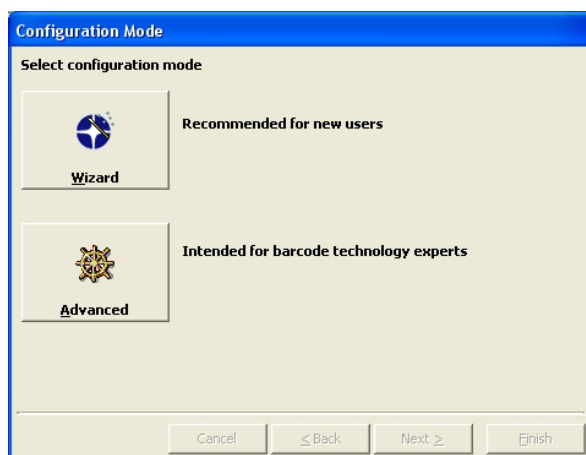 Configuration Mode
Select configuration mode
Recommended for new users
Wizard
Intended for barcode technology experts
Advanced
Cancel
< Back
Next >
Finish